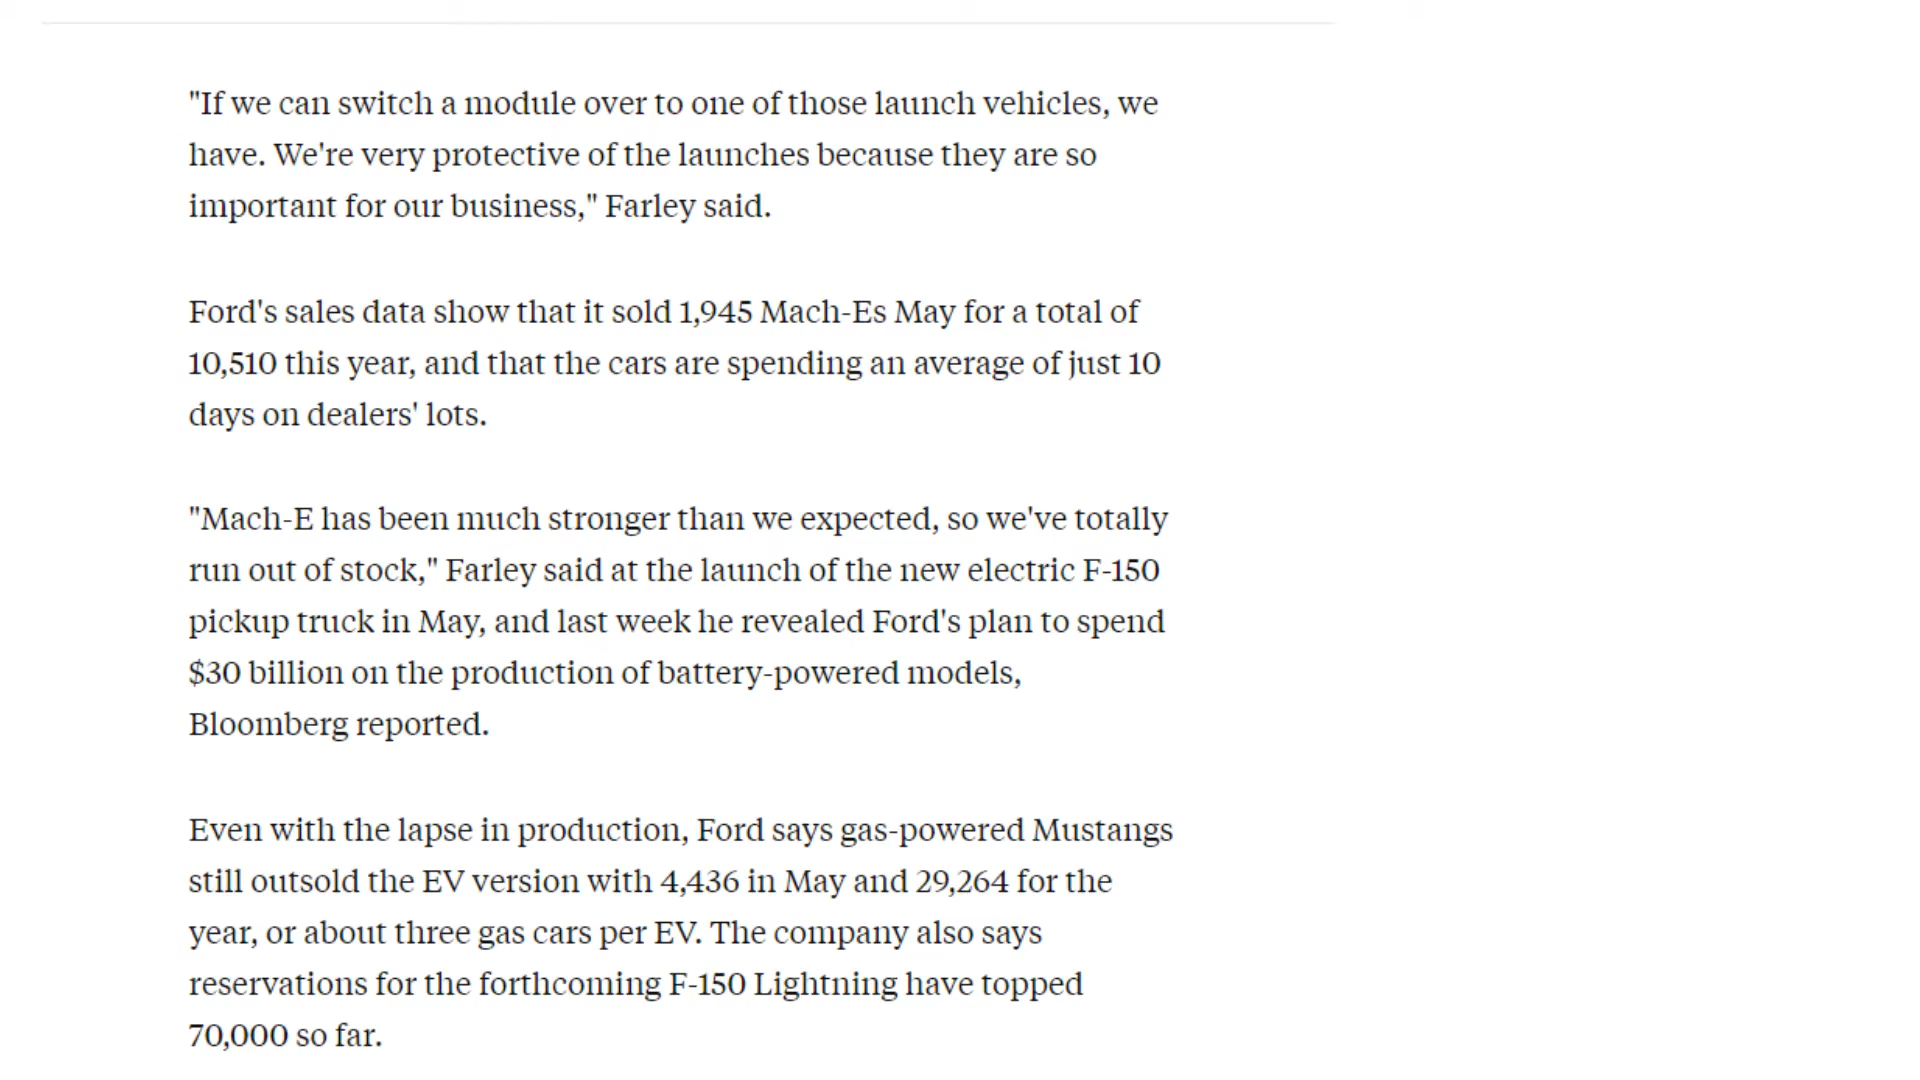 "If we can switch a module over to one of those launch vehicles, we
have. We're very protective of the launches because they are so
important for our business," Farley said.
Ford's sales data show that it sold 1,945 Mach-Es May for a total of
10,510 this year, and that the cars are spending an average of just 10
days on dealers' lots.
"Mach-E has been much stronger than we expected, so we've totally
run out of stock," Farley said at the launch of the new electric F-150
pickup truck in May, and last week he revealed Ford's plan to spend
$30 billion on the production of battery-powered models,
Bloomberg reported.
Even with the lapse in production, Ford says gas-powered Mustangs
still outsold the EV version with 4,436 in May and 29,264 for the
year, or about three gas cars per EV. The company also says
reservations for the forthcoming F-150 Lightning have topped
70,000 so far.